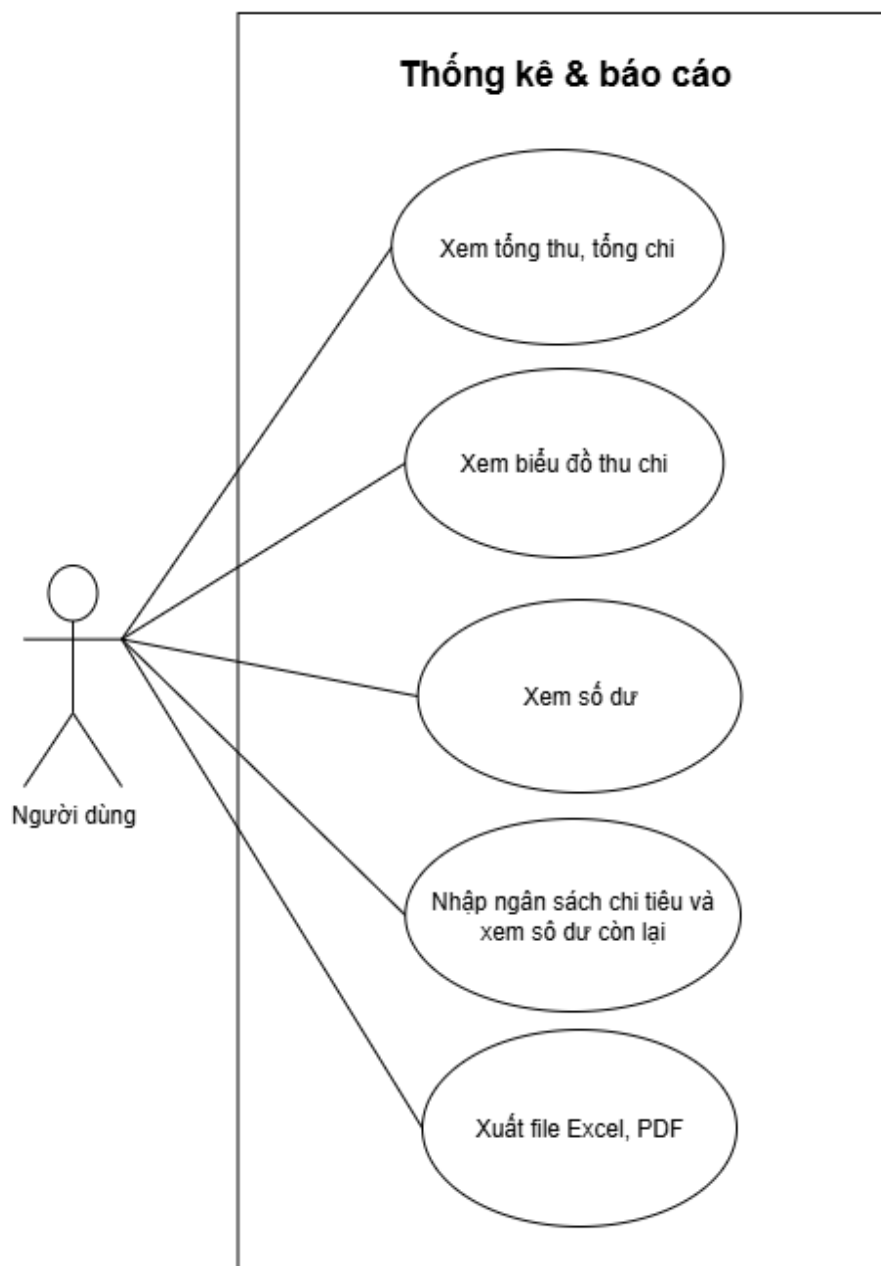 Thống kê & báo cáo
Xem tổng thu, tổng chi
Xem biểu đồ thu chi
Xem số dư
Người dùng
Nhập ngân sách chi tiêu và
xem số dư còn lại
Xuất file Excel, PDF